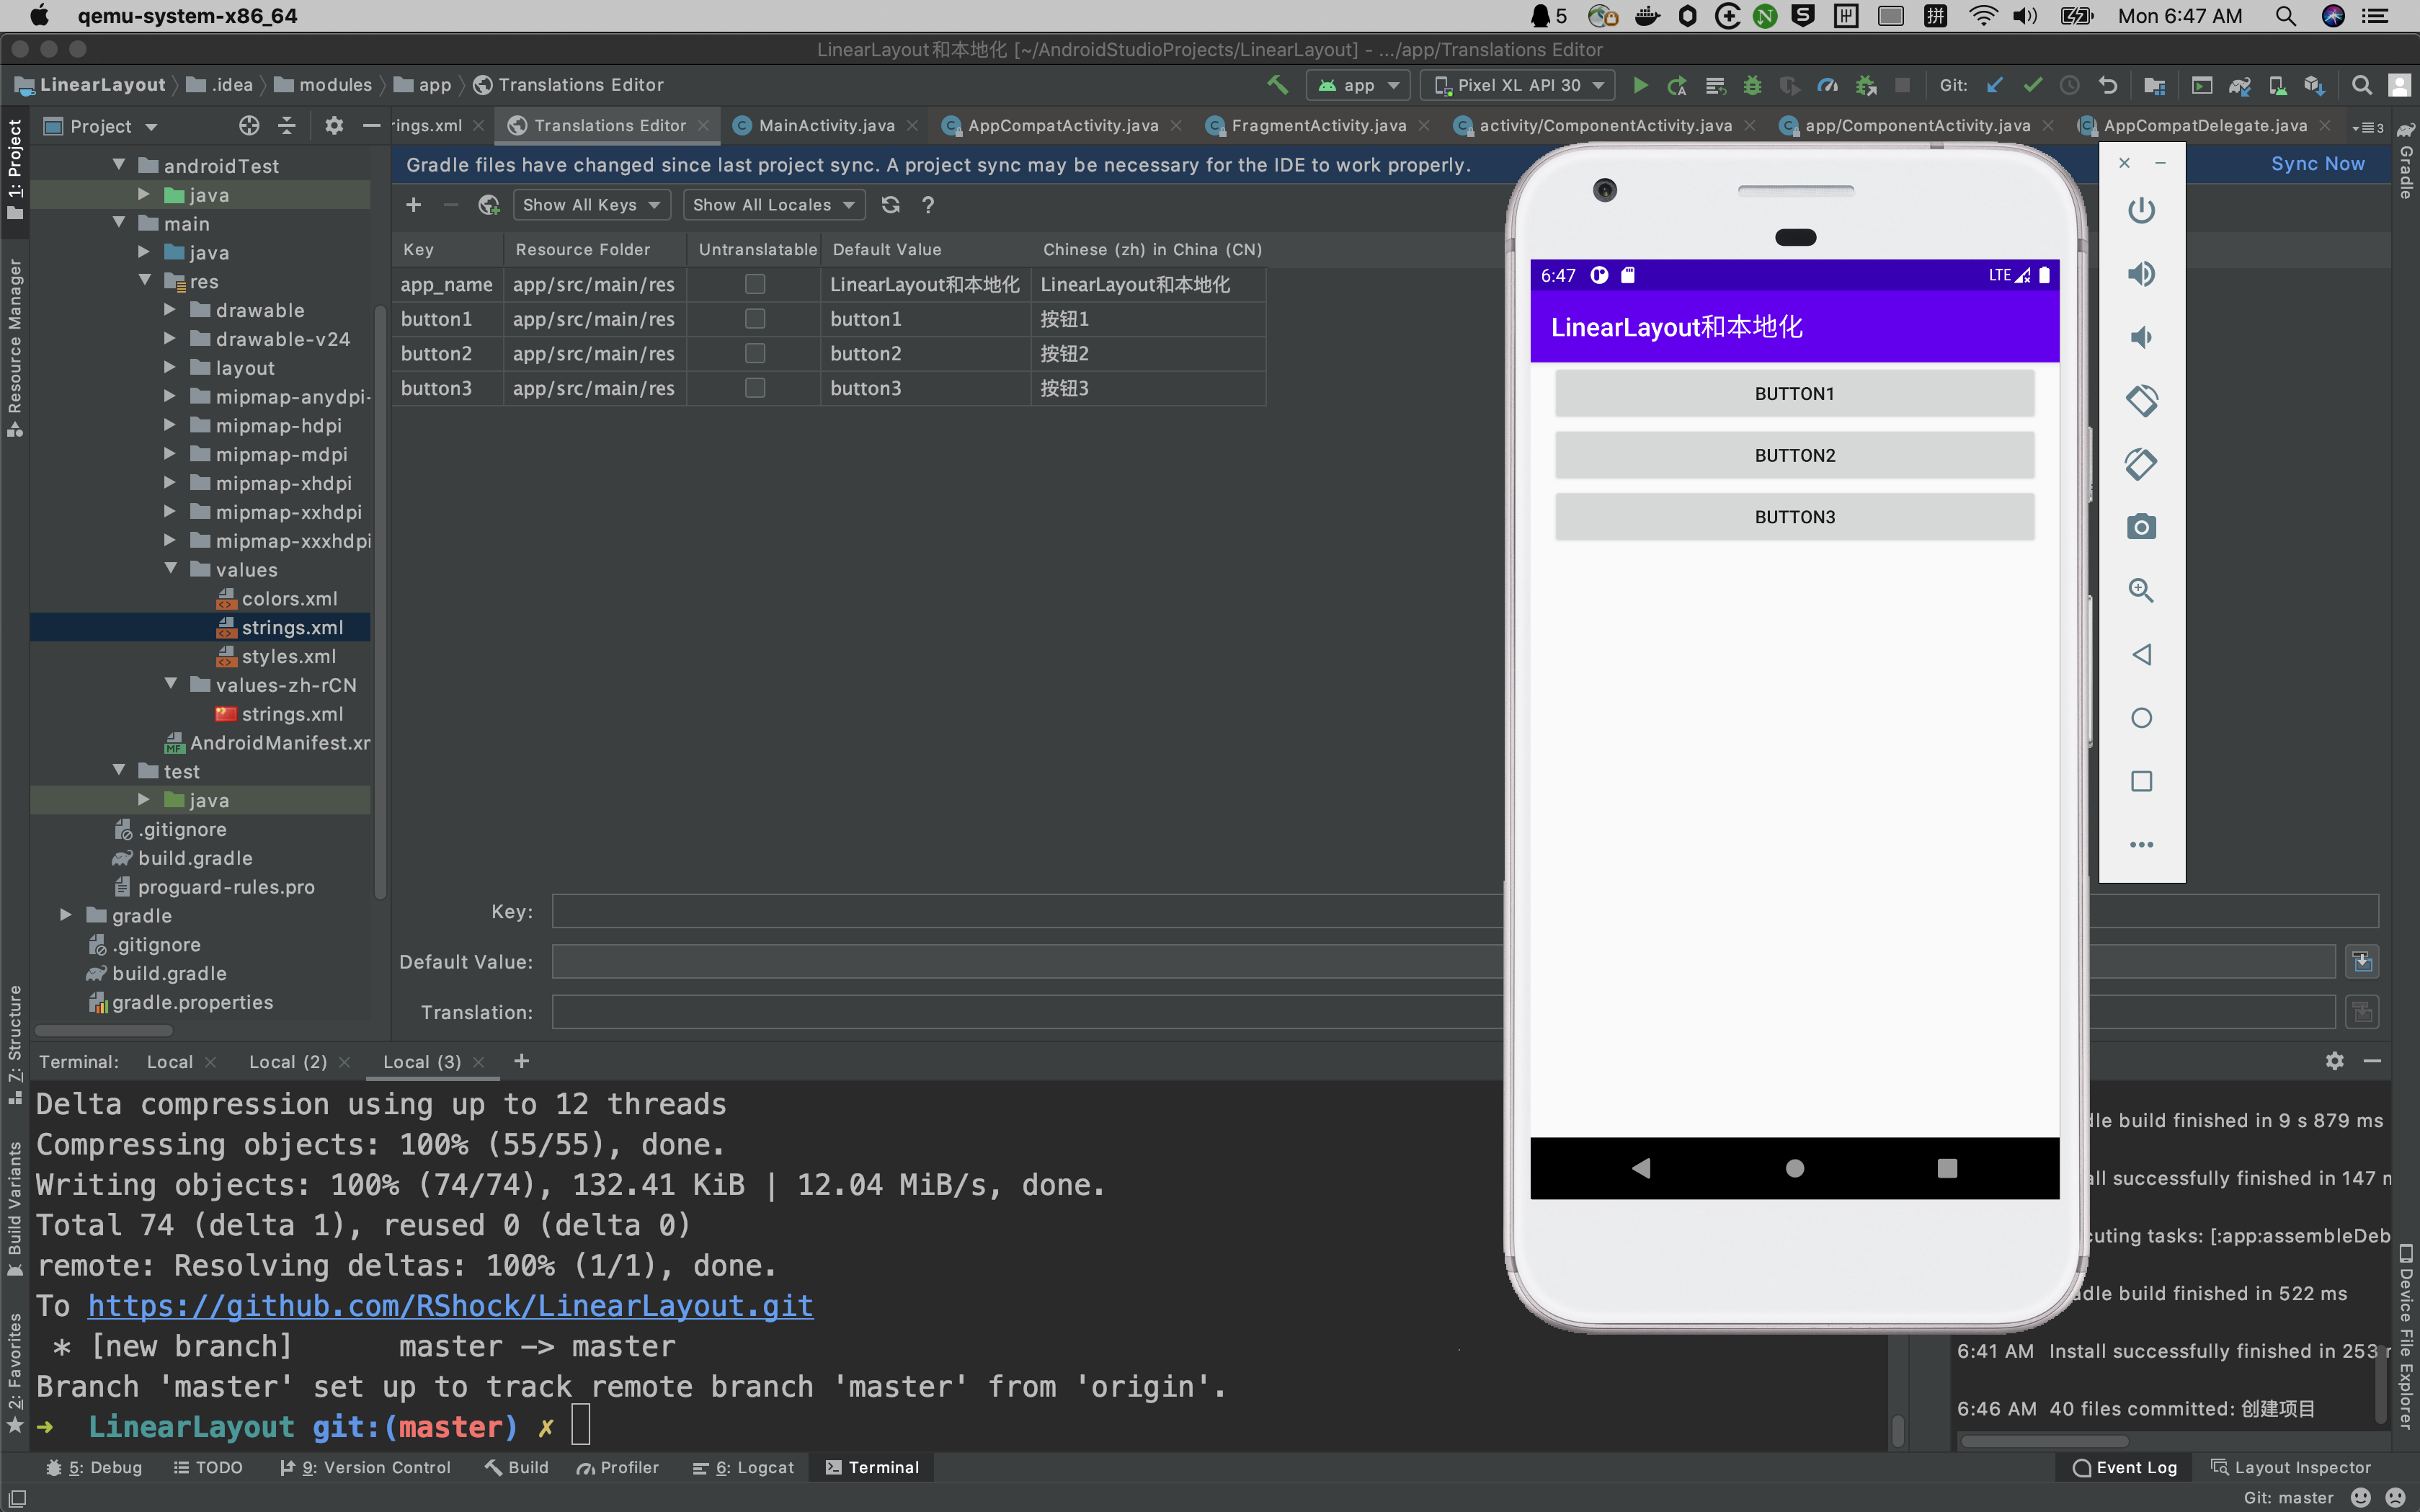 qemu-system-x86_64
5
Mon 6:47 AM
LinearLayout和本地化 [~/AndroidStudioProjects/LinearLayout] - .../app/Translations Editor
LinearLayout
.idea
modules
app
Translations Editor
app
Pixel XL API 30
Git:
Project
rings.xml
Translations Editor
MainActivity.java
AppCompatActivity.java
FragmentActivity.java
activity/ComponentActivity.java
app/ComponentActivity.java
AppCompatDelegate.java
3
Gradle files have changed since last project sync. A project sync may be necessary for the IDE to work properly.
Sync Now
Show All Keys
Show All Locales
?
Key Resource Folder Untranslatable Default Value Chinese (zh) in China (CN)
app_name app/src/main/res LinearLayout和本地化 LinearLayout和本地化
button1 app/src/main/res button1 按钮1
button2 app/src/main/res button2 按钮2
button3 app/src/main/res button3 按钮3
1: Project
Resource Manager
Z: Structure
Build Variants
2: Favorites
androidTest
java
main
java
res
drawable
drawable-v24
layout
mipmap-anydpi-
mipmap-hdpi
mipmap-mdpi
mipmap-xhdpi
mipmap-xxhdpi
mipmap-xxxhdpi
values
colors.xml
strings.xml
styles.xml
values-zh-rCN
strings.xml
AndroidManifest.xr
test
java
.gitignore
build.gradle
proguard-rules.pro
gradle
.gitignore
build.gradle
gradle.properties
Key:
Default Value:
Translation:
6:47
LTE
LinearLayout和本地化
BUTTON1
BUTTON2
BUTTON3
Gradle
Device File Explorer
Terminal:
Local
Local (2)
Local (3)
Delta compression using up to 12 threads
Compressing objects: 100% (55/55), done.
Writing objects: 100% (74/74), 132.41 KiB | 12.04 MiB/s, done.
Total 74 (delta 1), reused 0 (delta 0)
remote: Resolving deltas: 100% (1/1), done.
To https://github.com/RShock/LinearLayout.git
* [new branch] master -> master
Branch 'master' set up to track remote branch 'master' from 'origin'.
➜ LinearLayout git:(master) ✗
dle build finished in 9 s 879 ms
all successfully finished in 147 m
cuting tasks: [:app:assembleDeb
adle build finished in 522 ms
6:41 AM Install successfully finished in 253
6:46 AM 40 files committed: 创建项目
5: Debug
TODO
9: Version Control
Build
Profiler
6: Logcat
Terminal
Event Log
Layout Inspector
Git: master